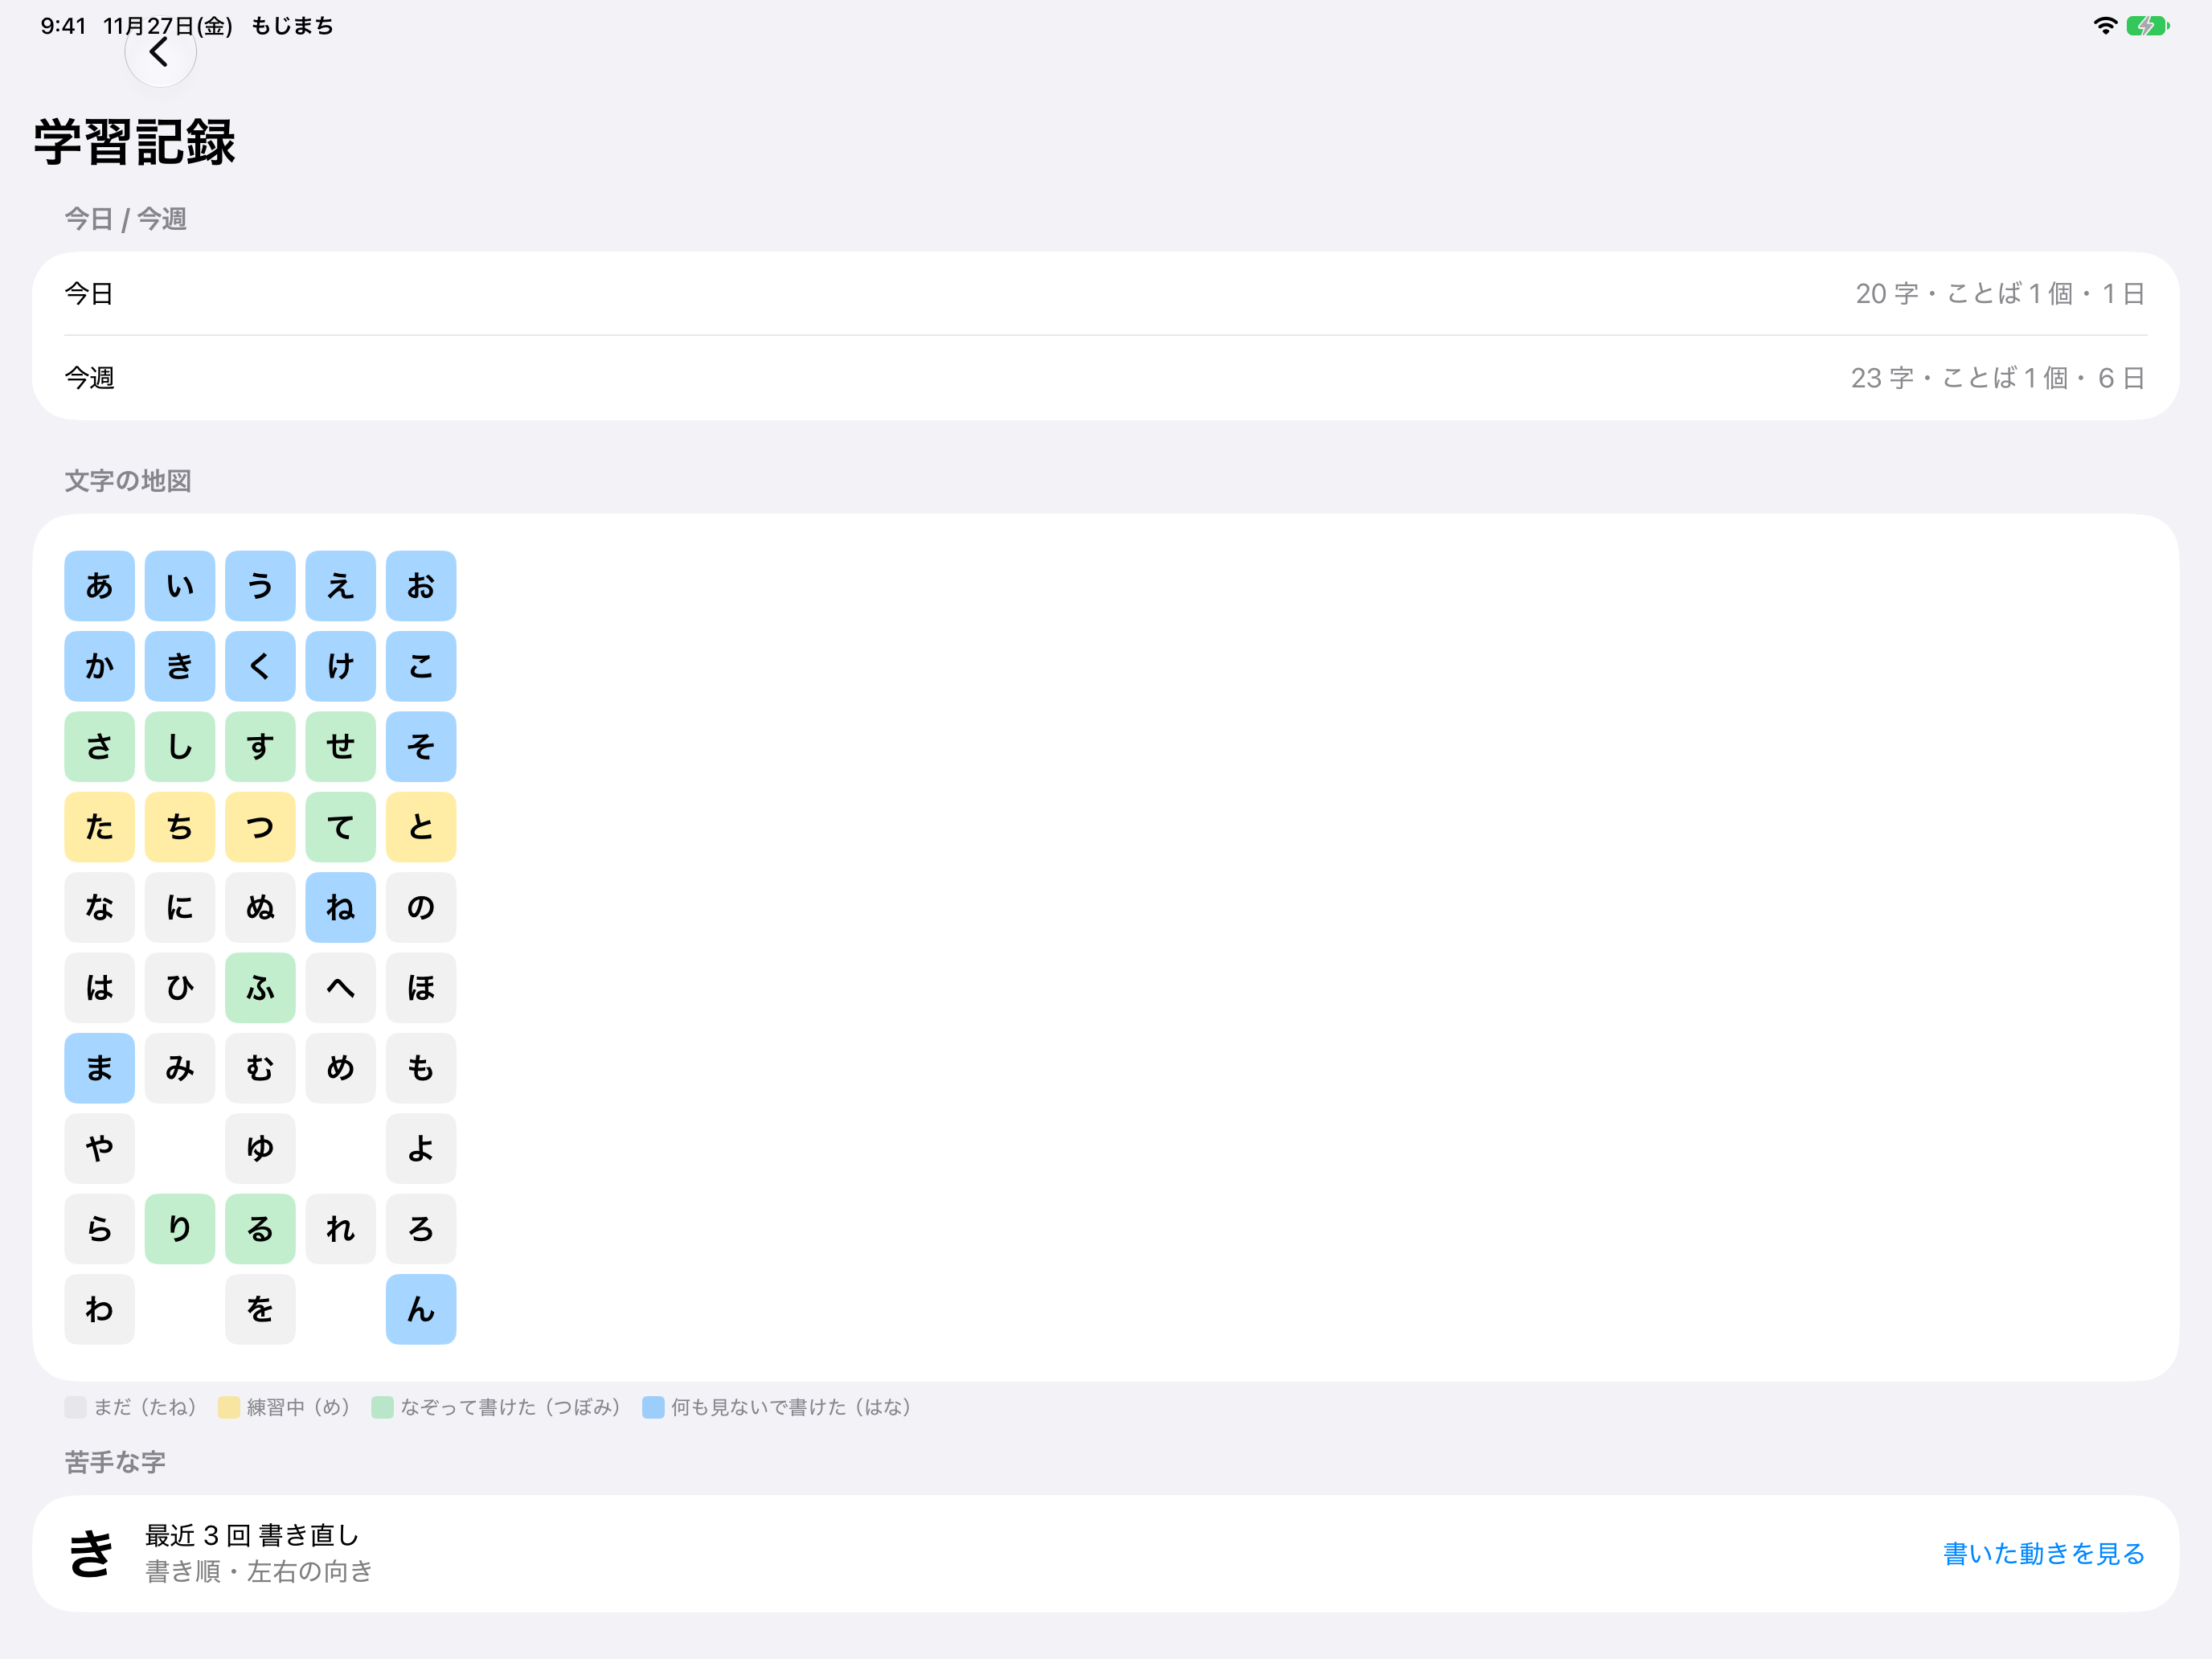 9:41 11月27日(金) もじまち
学習記録
今日 / 今週
今日 20 字・ことば 1 個・1 日
今週 23 字・ことば 1 個・6 日
文字の地図
あ い う え お
か き く け こ
さ し す せ そ
た ち つ て と
な に ぬ ね の
は ひ ふ へ ほ
ま み む め も
や ゆ よ
ら り る れ ろ
わ を ん
まだ（たね） 練習中（め） なぞって書けた（つぼみ） 何も見ないで書けた（はな）
苦手な字
き 最近 3 回 書き直し
書き順・左右の向き
書いた動きを見る